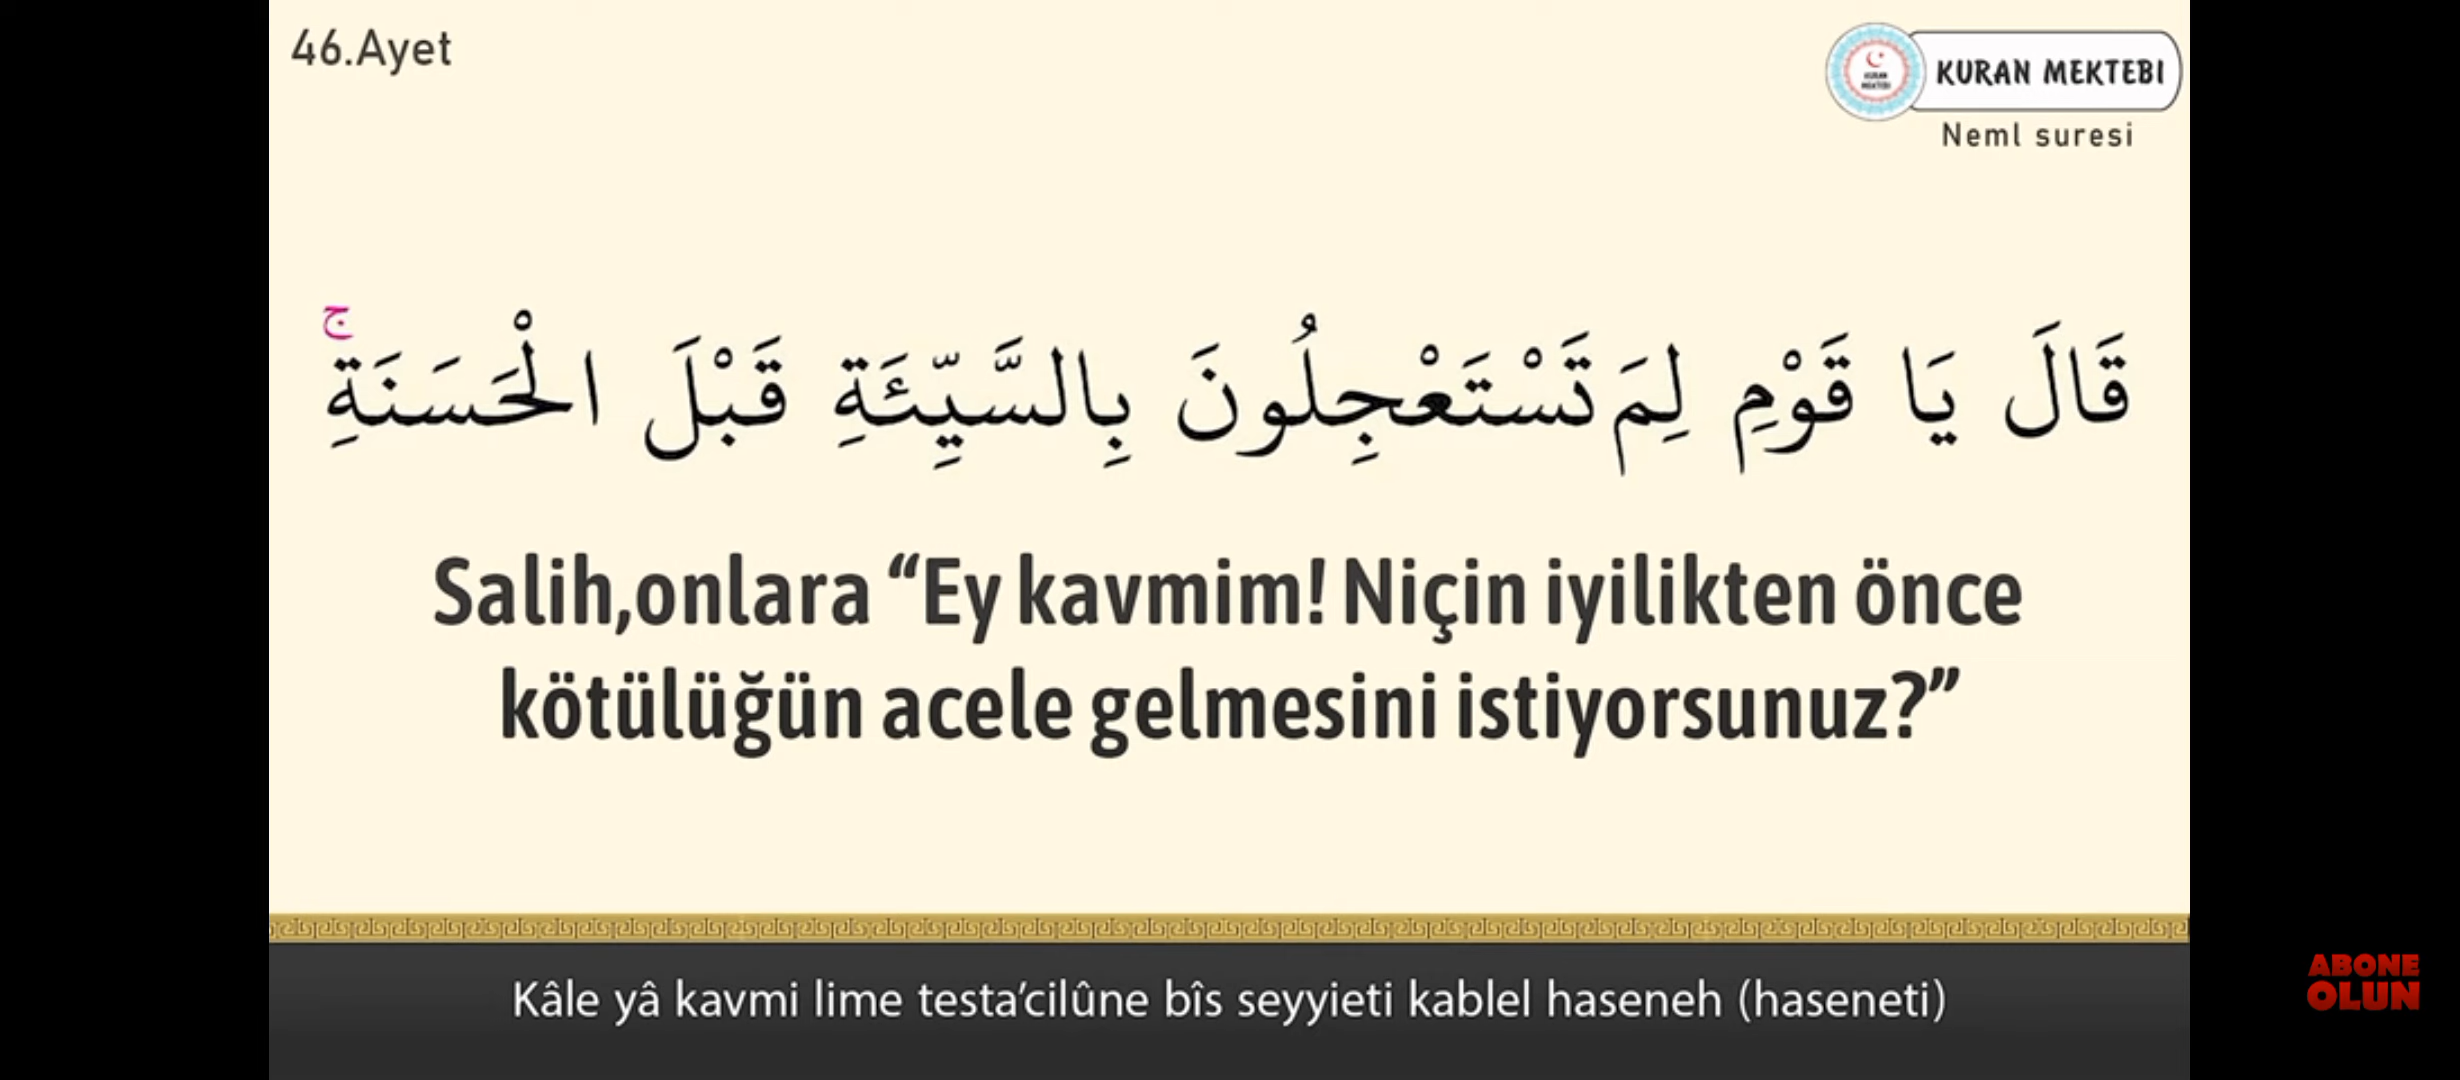 46.Ayet
KURAN MEKTEBI
Neml suresi
قَالَ يَا قَوْمِ لِمَ تَسْتَعْجِلُونَ بِالسَّيِّئَةِ قَبْلَ الْحَسَنَةِۚ
Salih,onlara “Ey kavmim! Niçin iyilikten önce
kötülüğün acele gelmesini istiyorsunuz?”
Kâle yâ kavmi lime testa’cilûne bîs seyyieti kablel haseneh (haseneti)
ABONE
OLUN